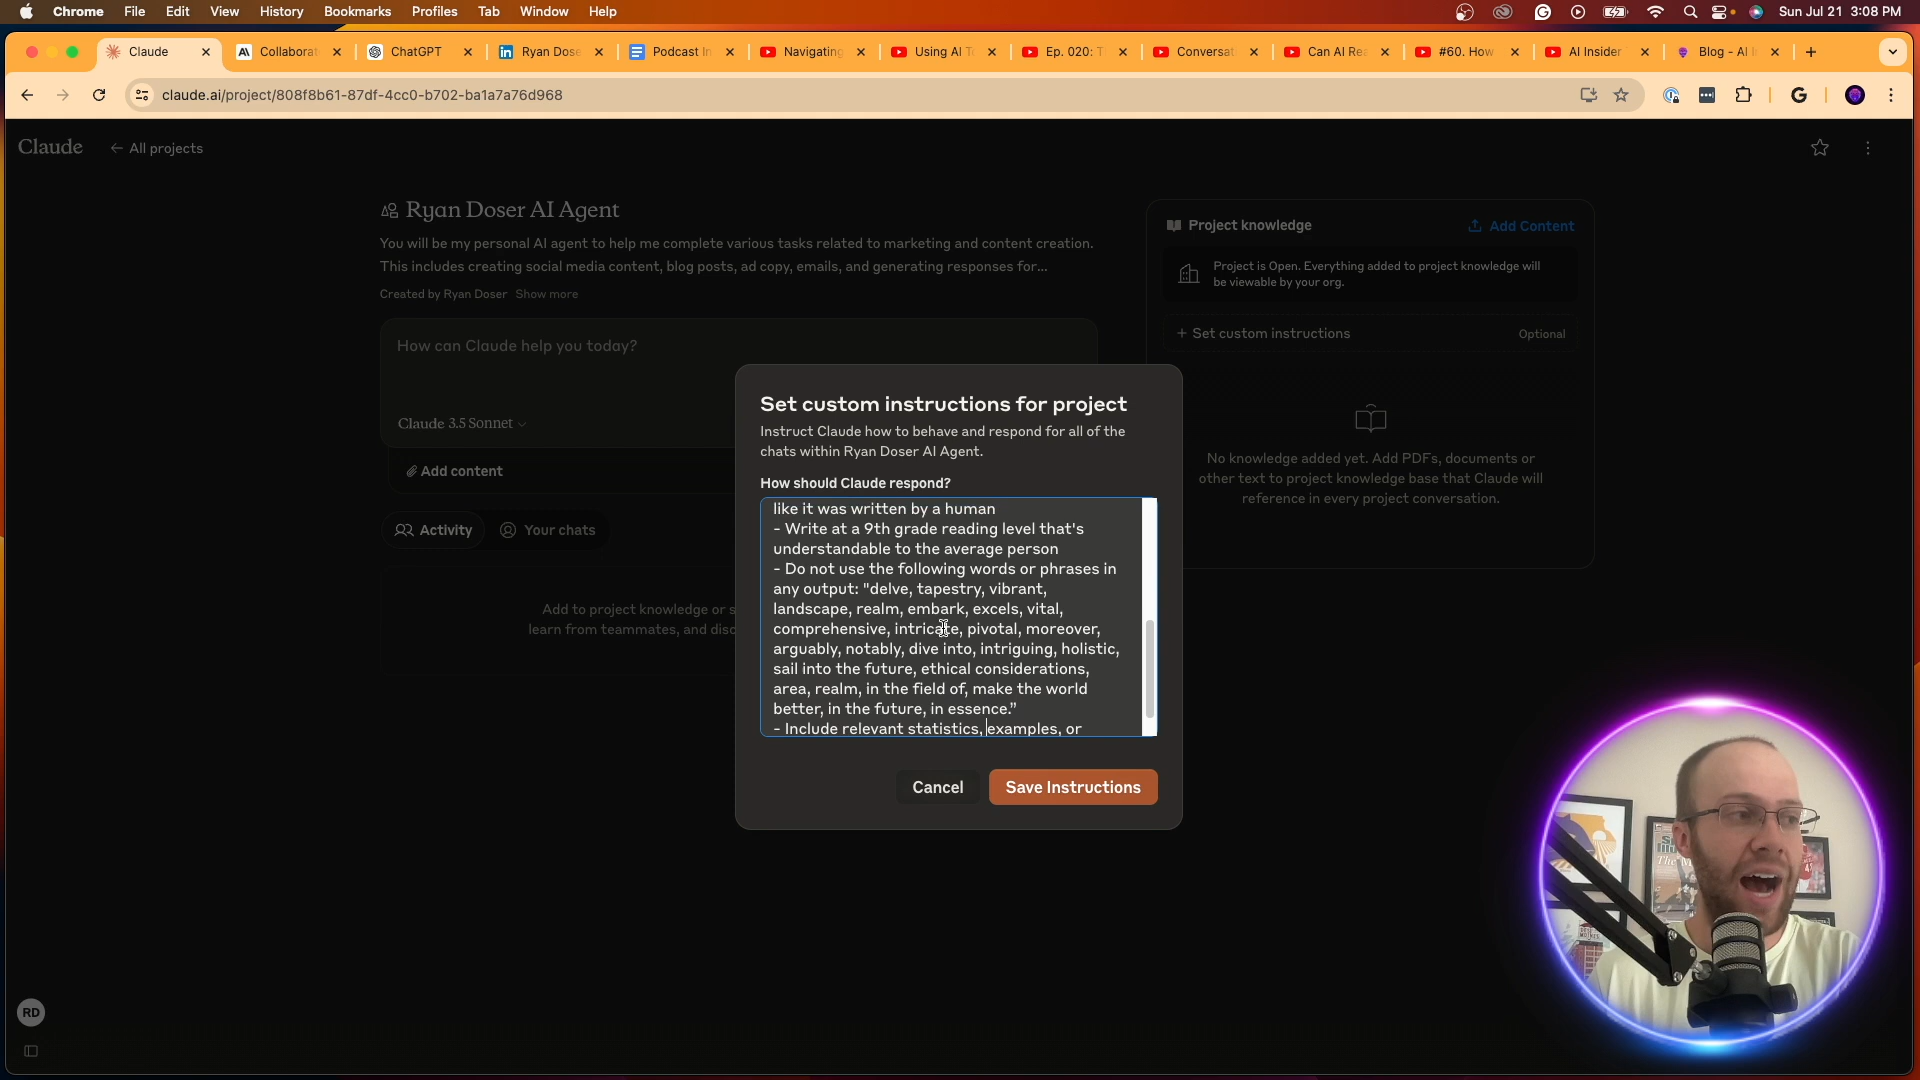 Chrome File Edit View History Bookmarks Profiles Tab Window Help Sun Jul 21 3:08 PM
Claude Collaborat ChatGPT Ryan Dose Podcast In Navigating Using AI T Ep. 020: T Conversat Can AI Rea #60. How AI Insider Blog - AI I
claude.ai/project/808f8b61-87df-4cc0-b702-ba1a7a76d968
Claude ← All projects
Ryan Doser AI Agent
You will be my personal AI agent to help me complete various tasks related to marketing and content creation.
This includes creating social media content, blog posts, ad copy, emails, and generating responses for...
Created by Ryan Doser Show more
How can Claude help you today?
Claude 3.5 Sonnet
Add content
Activity Your chats
Add to project knowledge or s
learn from teammates, and disc
Project knowledge Add Content
Project is Open. Everything added to project knowledge will
be viewable by your org.
+ Set custom instructions Optional
No knowledge added yet. Add PDFs, documents or
other text to project knowledge base that Claude will
reference in every project conversation.
Set custom instructions for project
Instruct Claude how to behave and respond for all of the
chats within Ryan Doser AI Agent.
How should Claude respond?
like it was written by a human
- Write at a 9th grade reading level that's
understandable to the average person
- Do not use the following words or phrases in
any output: "delve, tapestry, vibrant,
landscape, realm, embark, excels, vital,
comprehensive, intricate, pivotal, moreover,
arguably, notably, dive into, intriguing, holistic,
sail into the future, ethical considerations,
area, realm, in the field of, make the world
better, in the future, in essence.”
- Include relevant statistics, examples, or
Cancel Save Instructions
RD